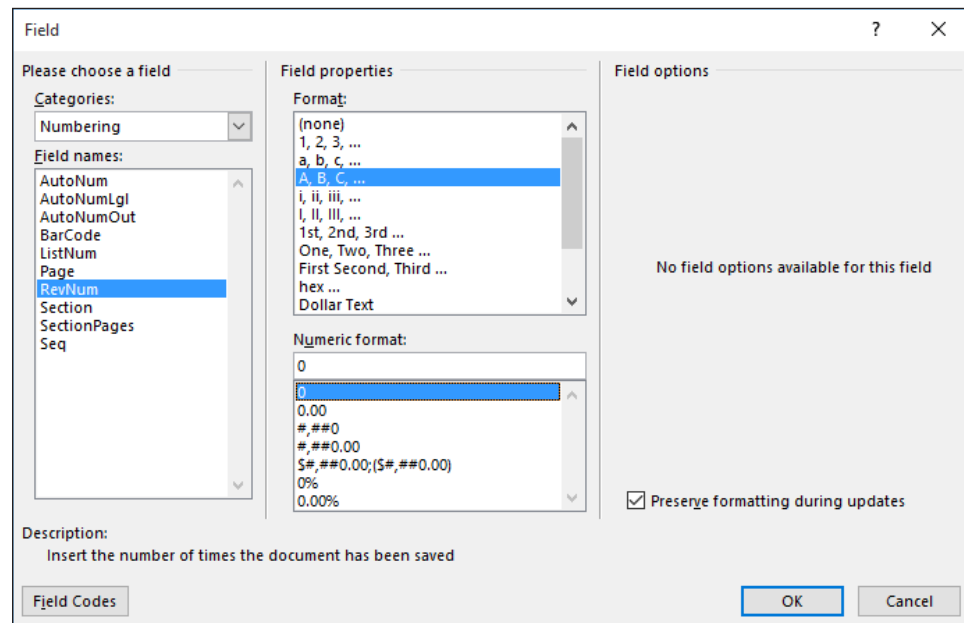 Field
?
Please choose a field
Categories:
Numbering
Field names:
AutoNum
AutoNumLgl
AutoNumOut
BarCode
ListNum
Page
RevNum
Section
SectionPages
Seq
Field properties
Format:
(none)
1, 2, 3, ...
a, b, c, ...
A, B, C, ...
i, ii, iii, ...
I, II, III, ...
1st, 2nd, 3rd ...
One, Two, Three ...
First Second, Third ...
hex ...
Dollar Text
Numeric format:
0
0
0.00
#,##0
#,##0.00
$#,##0.00;($#,##0.00)
0%
0.00%
Field options
No field options available for this field
Preserve formatting during updates
Description:
Insert the number of times the document has been saved
Field Codes
OK
Cancel